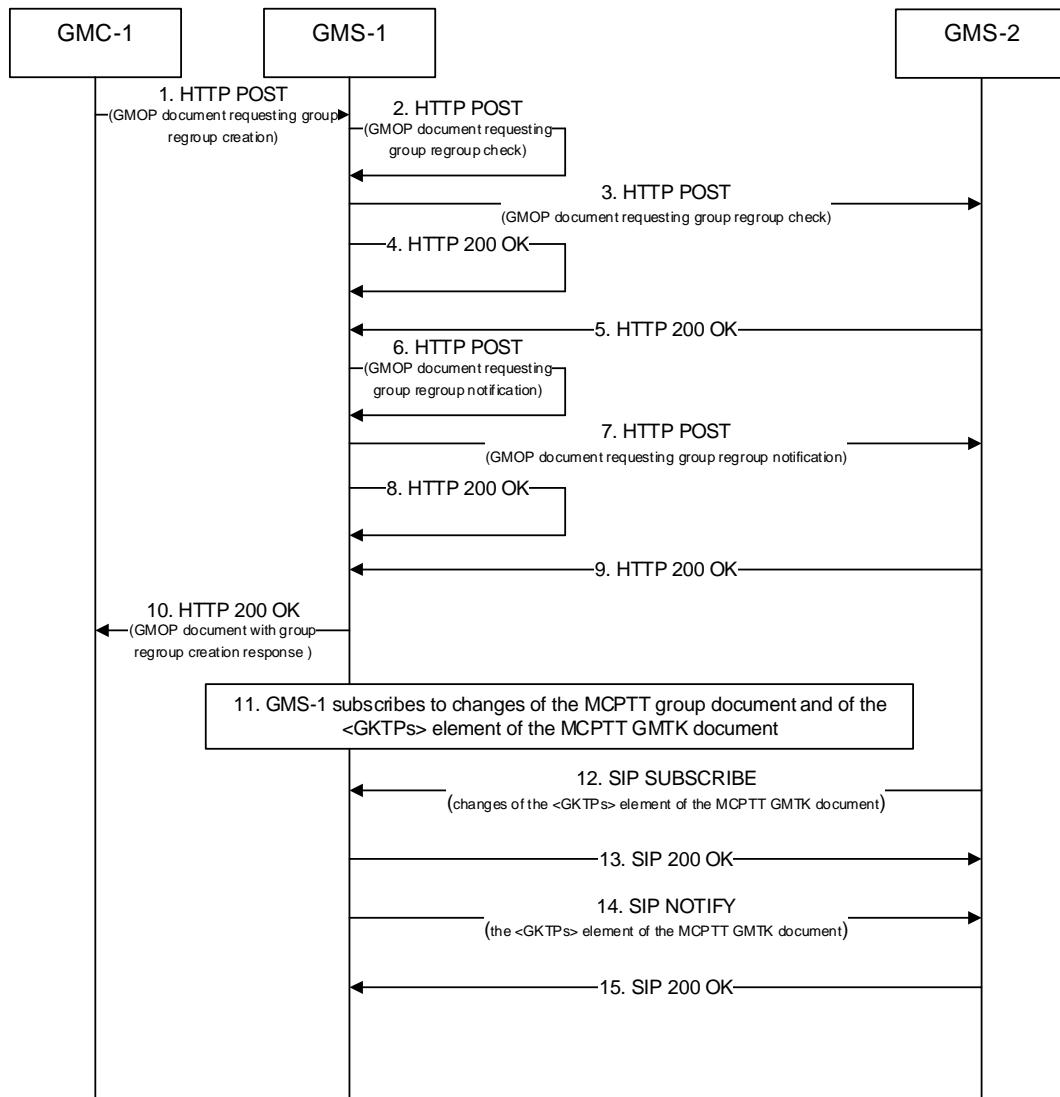 GMC-1
GMS-1
GMS-2
1. HTTP POST
(GMOP document requesting group
regroup creation)
2. HTTP POST
(GMOP document requesting
group regroup check)
3. HTTP POST
(GMOP document requesting group regroup check)
4. HTTP 200 OK
5. HTTP 200 OK
6. HTTP POST
(GMOP document requesting
group regroup notification)
7. HTTP POST
(GMOP document requesting group regroup notification)
8. HTTP 200 OK
9. HTTP 200 OK
10. HTTP 200 OK
(GMOP document with group
regroup creation response )
11. GMS-1 subscribes to changes of the MCPTT group document and of the
<GKTPs> element of the MCPTT GMTK document
12. SIP SUBSCRIBE
(changes of the <GKTPs> element of the MCPTT GMTK document)
13. SIP 200 OK
14. SIP NOTIFY
(the <GKTPs> element of the MCPTT GMTK document)
15. SIP 200 OK